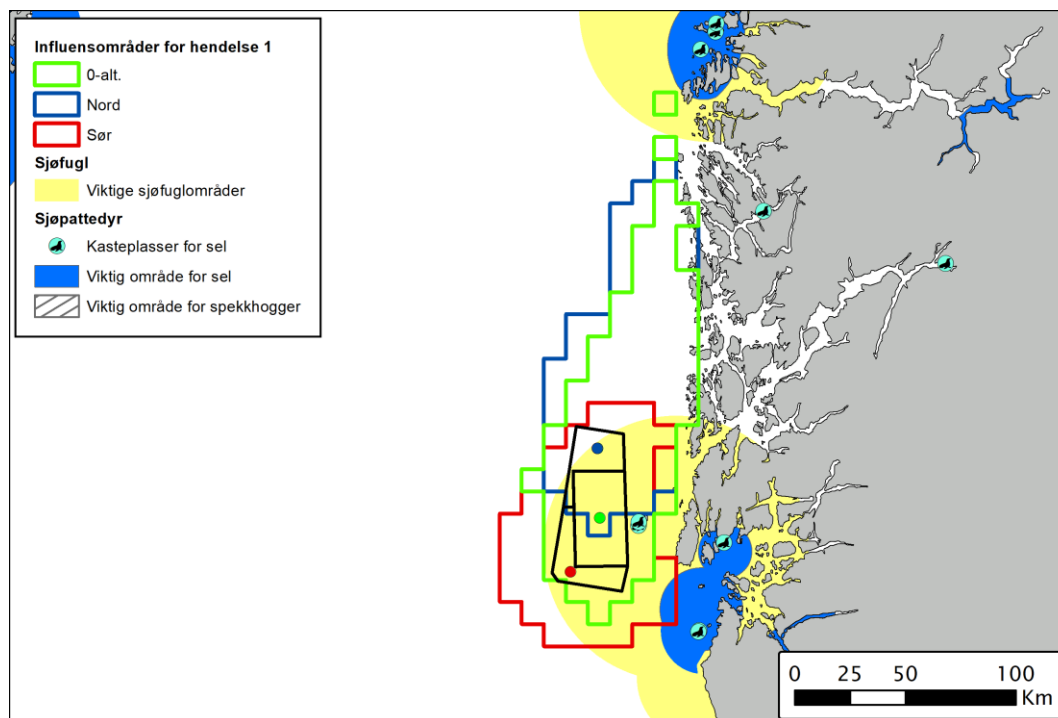 Influensområder for hendelse 1
0-alt.
Nord
Sør
Sjøfugl
Viktige sjøfuglområder
Sjøpattedyr
Kasteplasser for sel
Viktig område for sel
Viktig område for spekkhogger
0 25 50 100
Km